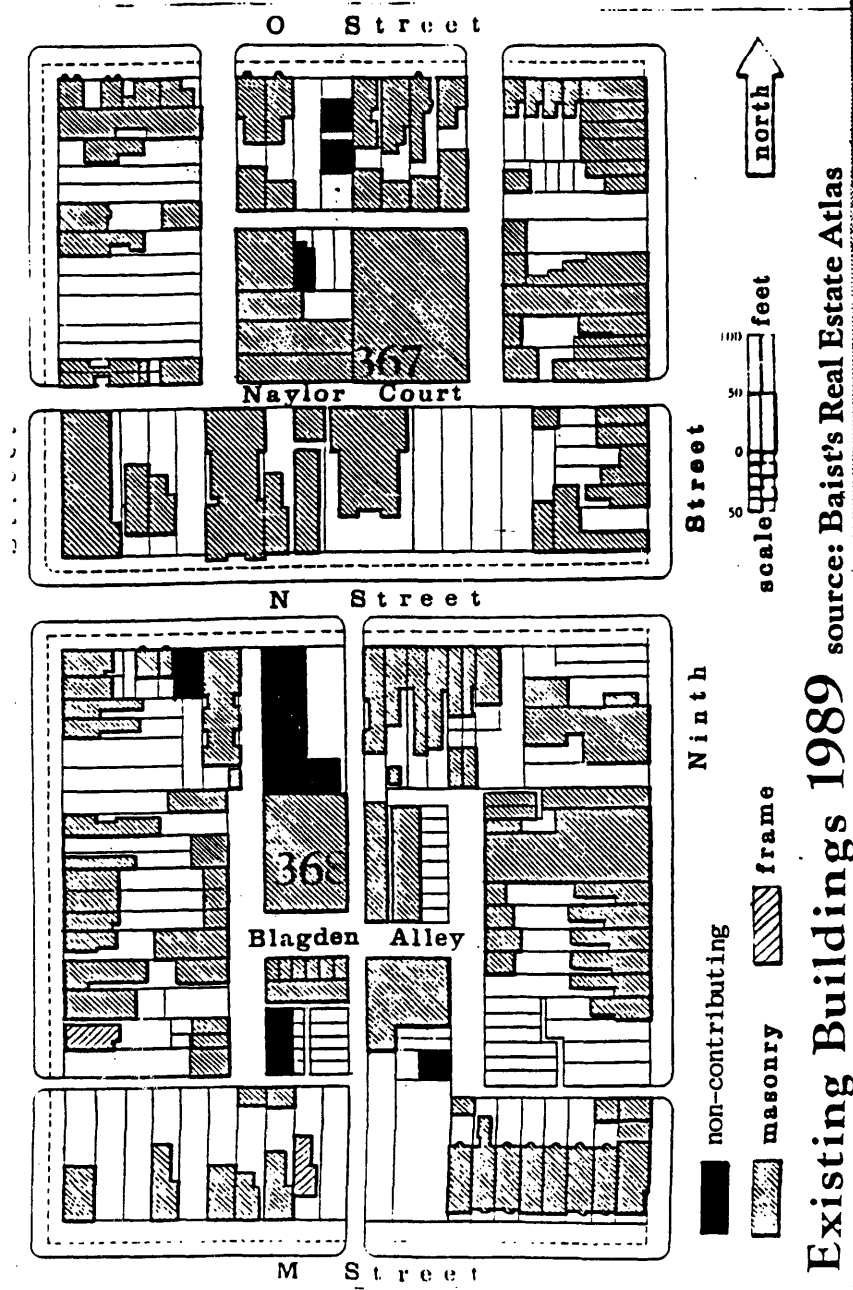 O Street
north
367
Naylor Court
Street
N Street
Ninth
368
Blagden Alley
M Street
100
50
0
50
feet
scale
non-contributing
masonry
frame
Existing Buildings 1989
source: Baist's Real Estate Atlas